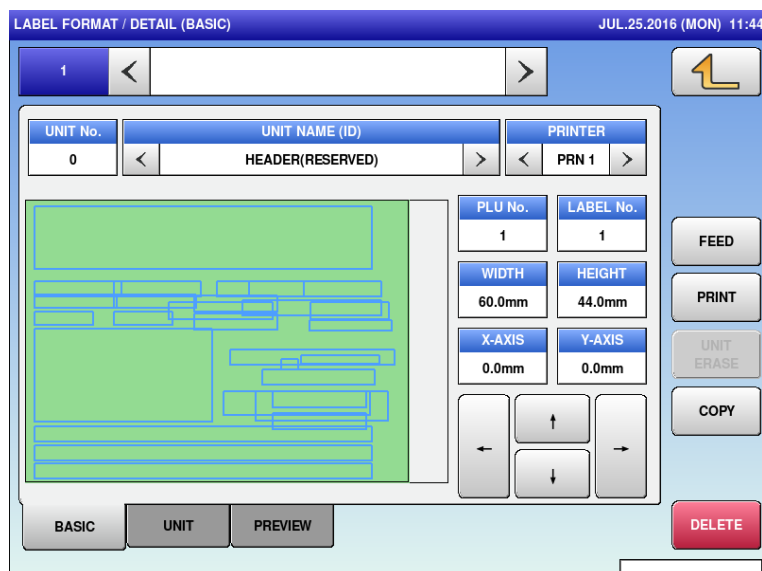 LABEL FORMAT / DETAIL (BASIC) JUL.25.2016 (MON) 11:44
1
UNIT No. UNIT NAME (ID) PRINTER
0 HEADER(RESERVED) PRN 1
PLU No. LABEL No.
1 1
FEED
WIDTH HEIGHT
60.0mm 44.0mm
PRINT
X-AXIS Y-AXIS
0.0mm 0.0mm
UNIT
ERASE
COPY
BASIC UNIT PREVIEW DELETE